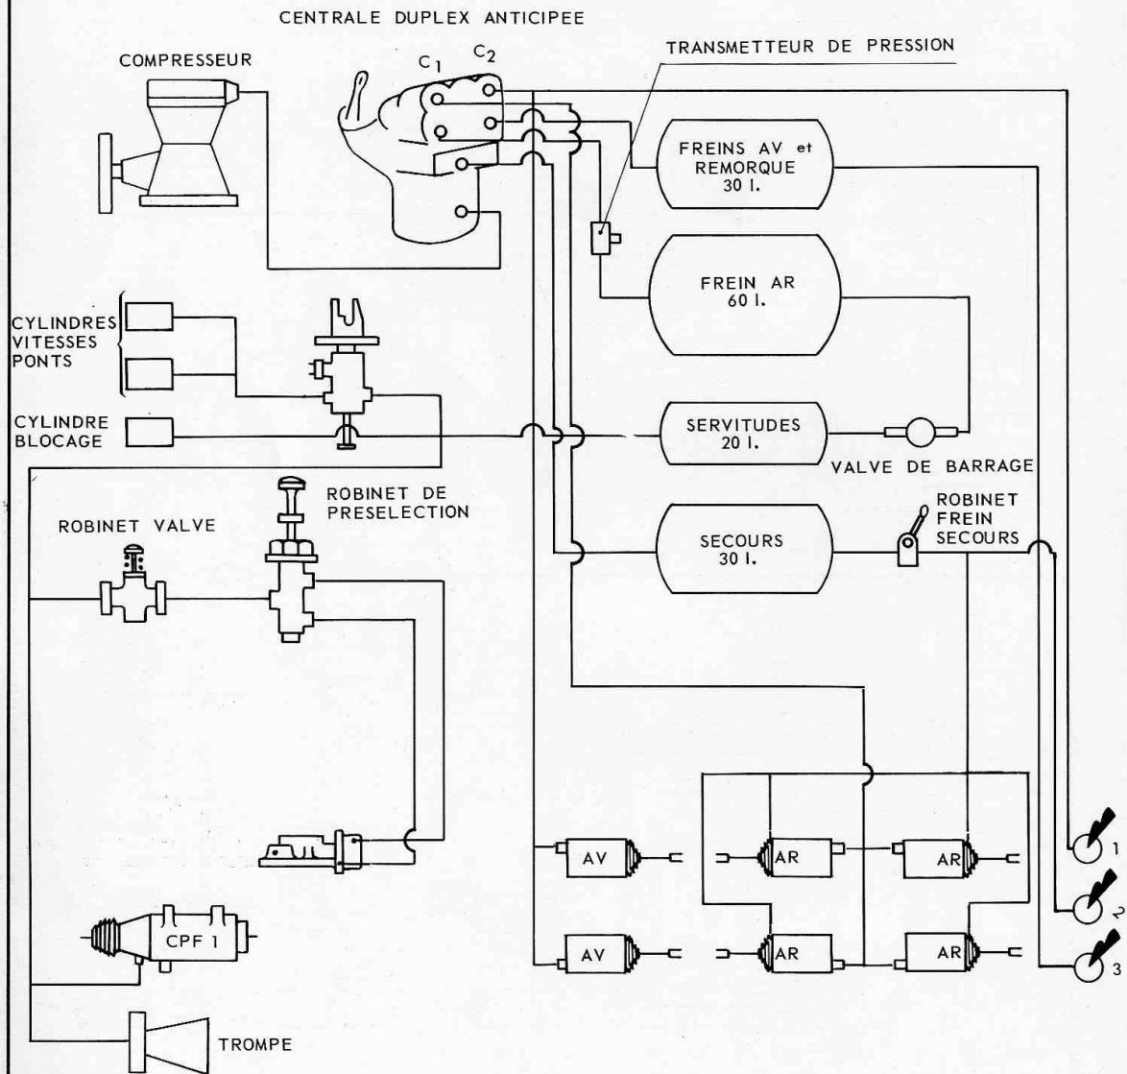 CENTRALE DUPLEX ANTICIPEE
COMPRESSEUR
C1
C2
TRANSMETTEUR DE PRESSION
FREINS AV et
REMORQUE
30 l.
FREIN AR
60 l.
CYLINDRES
VITESSES
PONTS
CYLINDRE
BLOCAGE
SERVITUDES
20 l.
VALVE DE BARRAGE
ROBINET DE
PRESELECTION
ROBINET VALVE
ROBINET
FREIN
SECOURS
SECOURS
30 l.
AV
AR
AR
1
2
CPF 1
AV
AR
AR
3
TROMPE